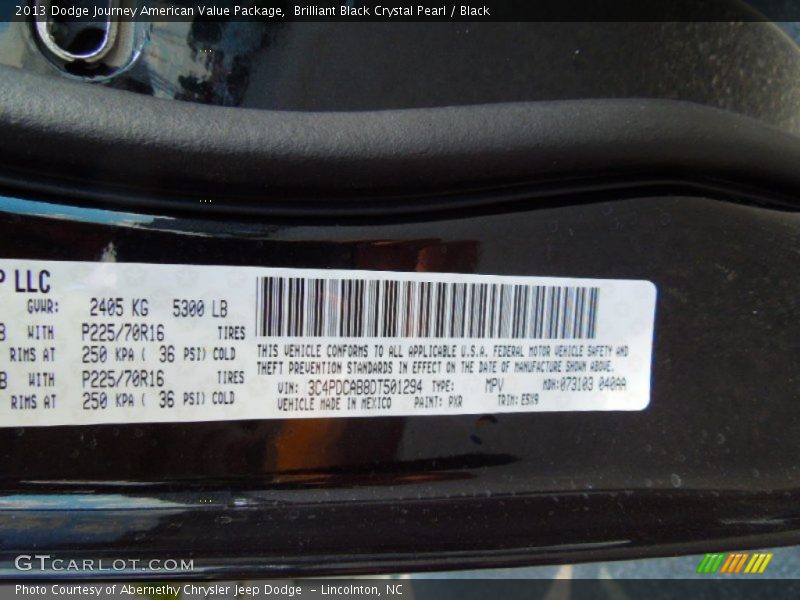 2013 Dodge Journey American Value Package,  Brilliant Black Crystal Pearl / Black
P LLC
GVWR: 2405 KG 5300 LB
B WITH P225/70R16 TIRES
RIMS AT 250 KPA ( 36 PSI) COLD
B WITH P225/70R16 TIRES
RIMS AT 250 KPA ( 36 PSI) COLD
THIS VEHICLE CONFORMS TO ALL APPLICABLE U.S.A. FEDERAL MOTOR VEHICLE SAFETY AND
THEFT PREVENTION STANDARDS IN EFFECT ON THE DATE OF MANUFACTURE SHOWN ABOVE.
VIN: 3C4PDCAB8DT501294 TYPE: MPV MDH:073103 040AA
VEHICLE MADE IN MEXICO PAINT: PXR TRIM: E5X9
GTCARLOT.COM
Photo Courtesy of Abernethy Chrysler Jeep Dodge  - Lincolnton, NC